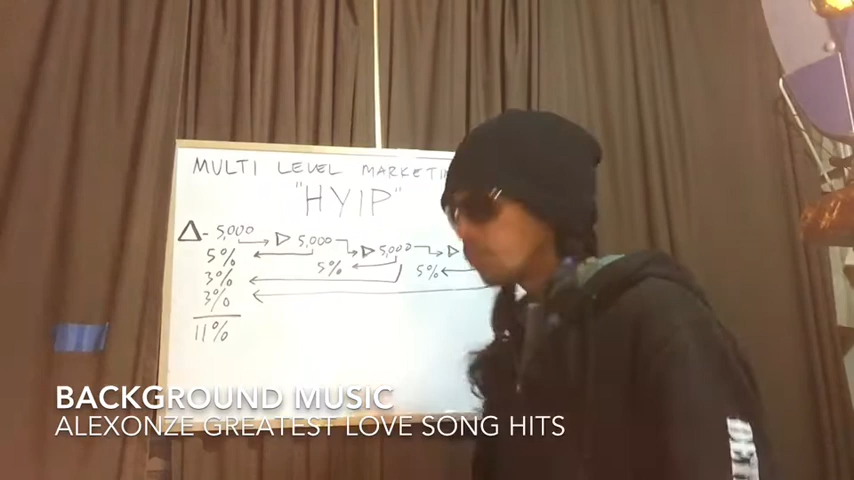 MULTI LEVEL MARKETIN
"HYIP"
△- 5,000 → ▷ 5,000 → ▷ 5,000 → ▷
5% 5% 5%
3%
3%
11%
BACKGROUND MUSIC
ALEXONZE GREATEST LOVE SONG HITS